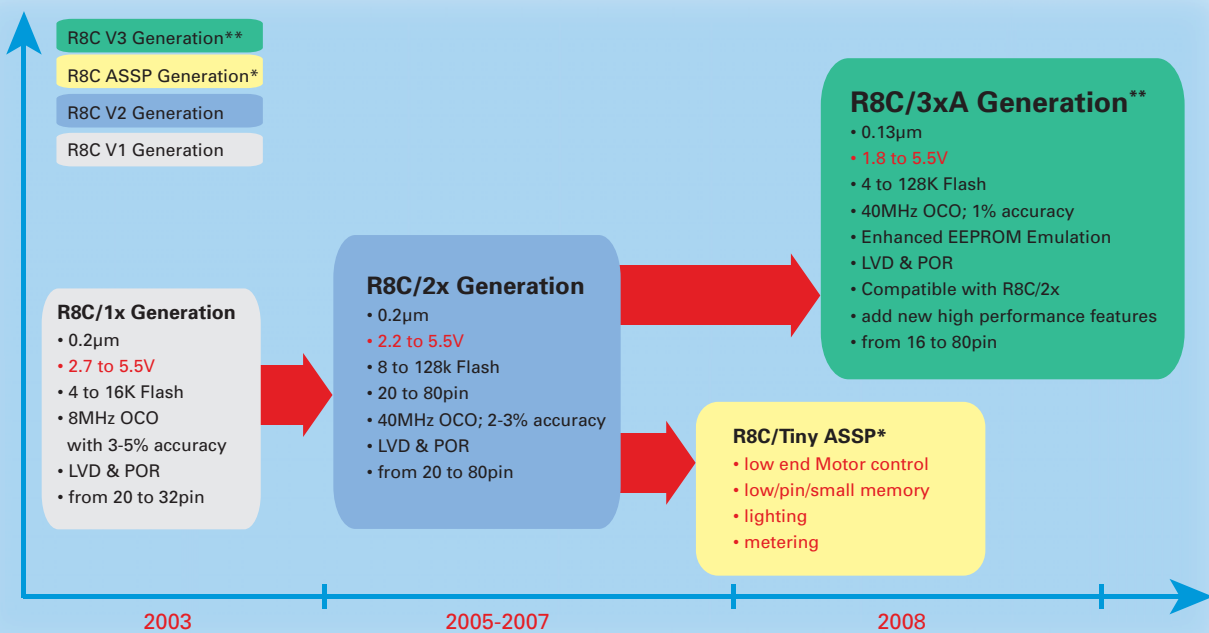 R8C V3 Generation**
R8C ASSP Generation*
R8C V2 Generation
R8C V1 Generation
R8C/1x Generation
• 0.2µm
• 2.7 to 5.5V
• 4 to 16K Flash
• 8MHz OCO
with 3-5% accuracy
• LVD & POR
• from 20 to 32pin
R8C/2x Generation
• 0.2µm
• 2.2 to 5.5V
• 8 to 128k Flash
• 20 to 80pin
• 40MHz OCO; 2-3% accuracy
• LVD & POR
• from 20 to 80pin
R8C/3xA Generation**
• 0.13µm
• 1.8 to 5.5V
• 4 to 128K Flash
• 40MHz OCO; 1% accuracy
• Enhanced EEPROM Emulation
• LVD & POR
• Compatible with R8C/2x
• add new high performance features
• from 16 to 80pin
R8C/Tiny ASSP*
• low end Motor control
• low/pin/small memory
• lighting
• metering
2003
2005-2007
2008